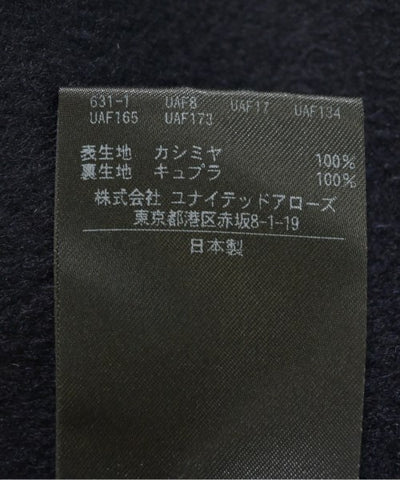 631-1 UAF8 UAF17 UAF134
UAF165 UAF173
表生地 カシミヤ 100%
裏生地 キュプラ 100%
株式会社 ユナイテッドアローズ
東京都港区赤坂8-1-19
日本製